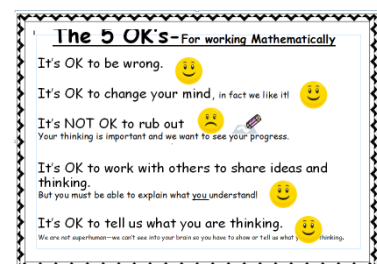 The 5 OK's-For working Mathematically
It's OK to be wrong.
It's OK to change your mind, in fact we like it!
It's NOT OK to rub out
Your thinking is important and we want to see your progress.
It's OK to work with others to share ideas and
thinking.
But you must be able to explain what you understand!
It's OK to tell us what you are thinking.
We are not superhuman—we can't see into your brain so you have to show or tell us what thinking.